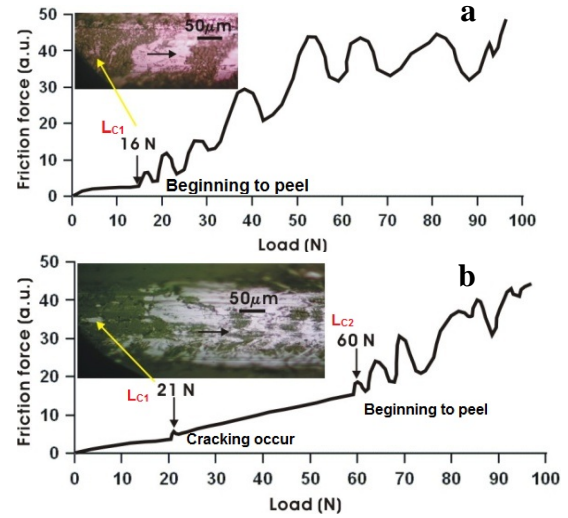 a
50
40
30
20
10
0
Friction force (a.u.)
50μm
LC1
16 N
Beginning to peel
0 10 20 30 40 50 60 70 80 90 100
Load (N)
b
50
40
30
20
10
0
Friction force (a.u.)
50μm
LC1 21 N
Cracking occur
LC2
60 N
Beginning to peel
0 10 20 30 40 50 60 70 80 90 100
Load (N)